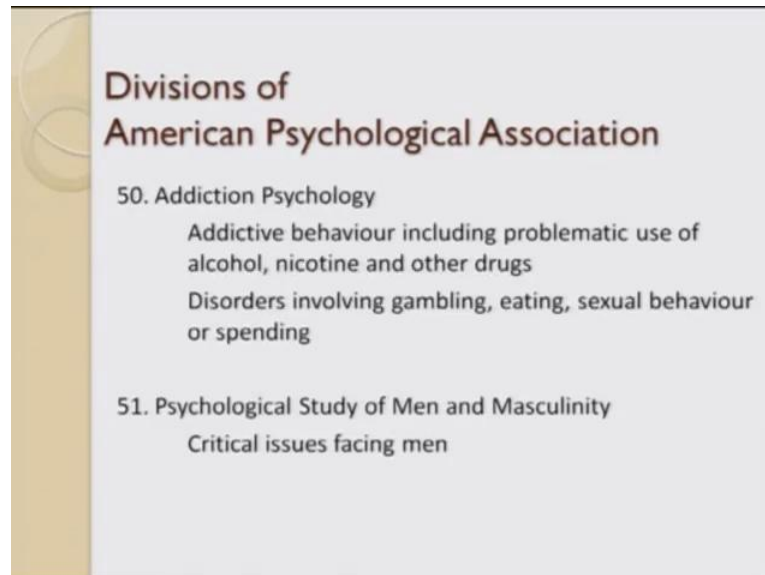 Divisions of
American Psychological Association
50. Addiction Psychology
Addictive behaviour including problematic use of
alcohol, nicotine and other drugs
Disorders involving gambling, eating, sexual behaviour
or spending
51. Psychological Study of Men and Masculinity
Critical issues facing men